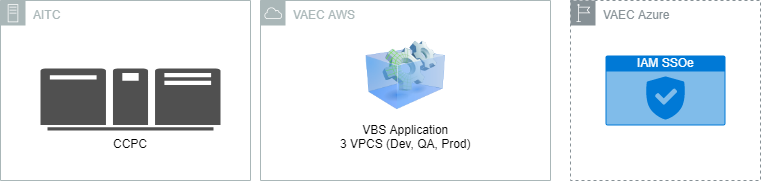 AITC
VAEC AWS
VAEC Azure
IAM SSOe
VBS Application
3 VPCS (Dev, QA, Prod)
CCPC